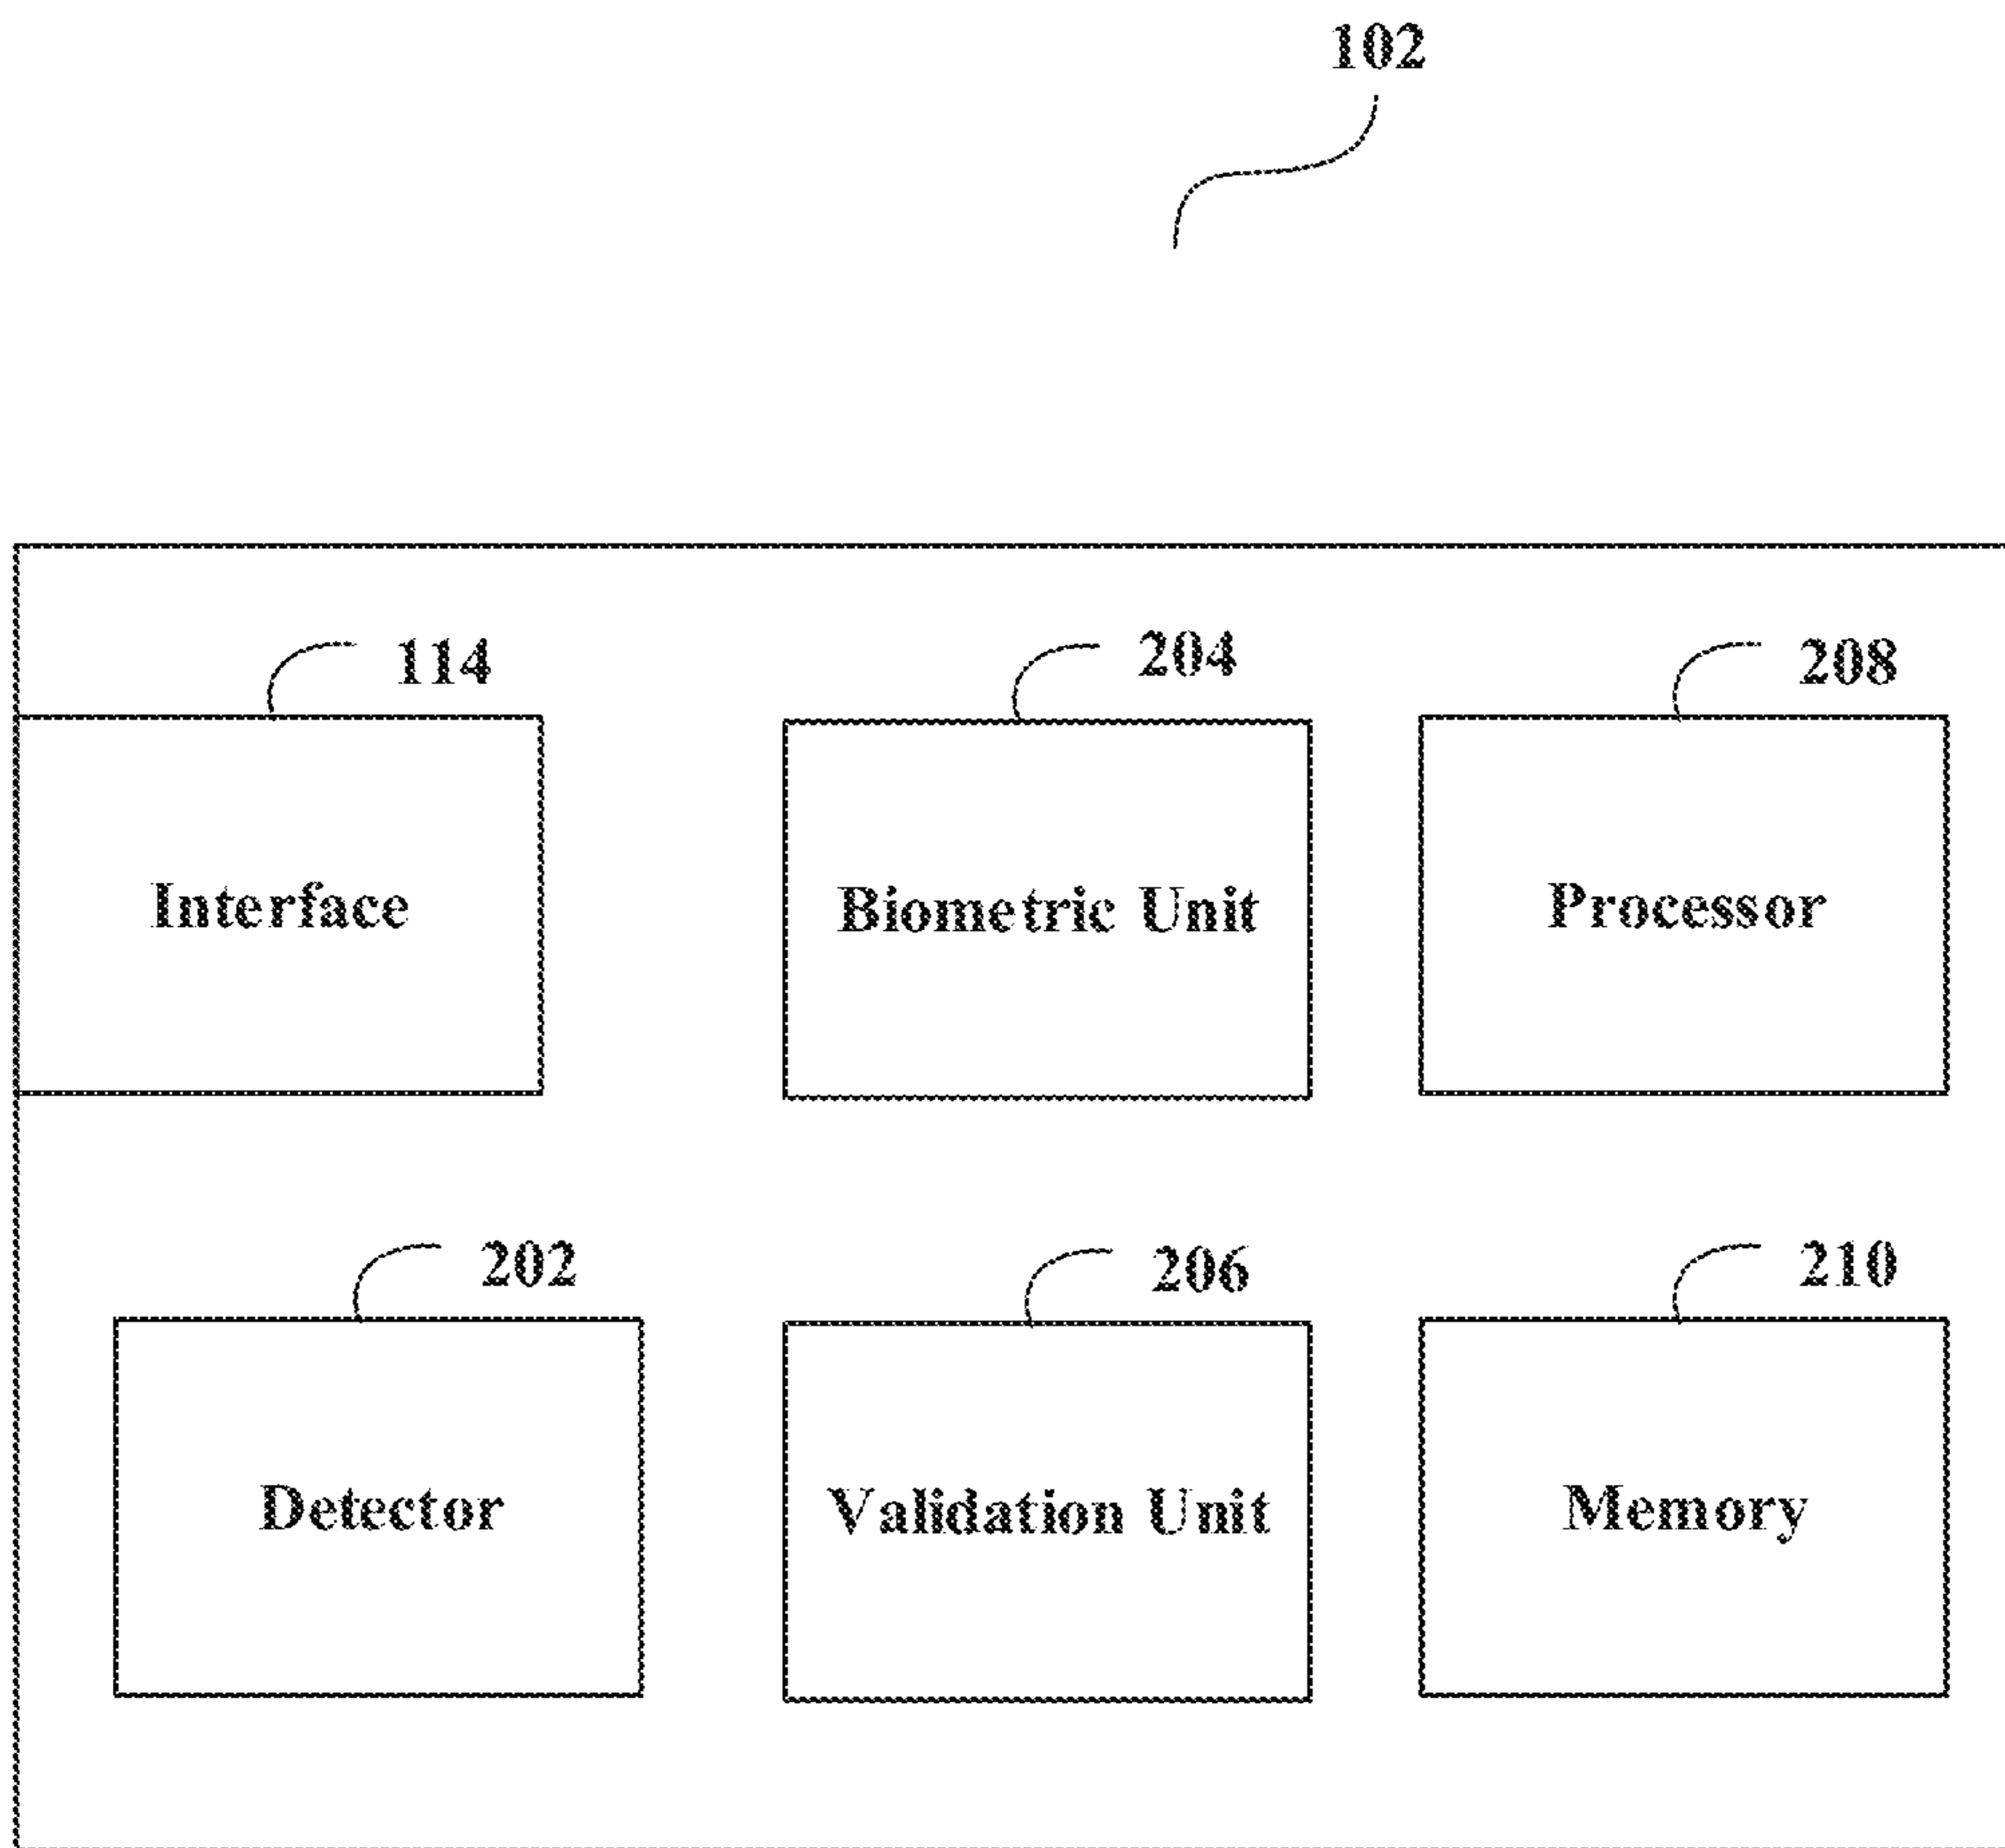 102
114
204
208
Interface
Biometric Unit
Processor
202
206
210
Detector
Validation Unit
Memory